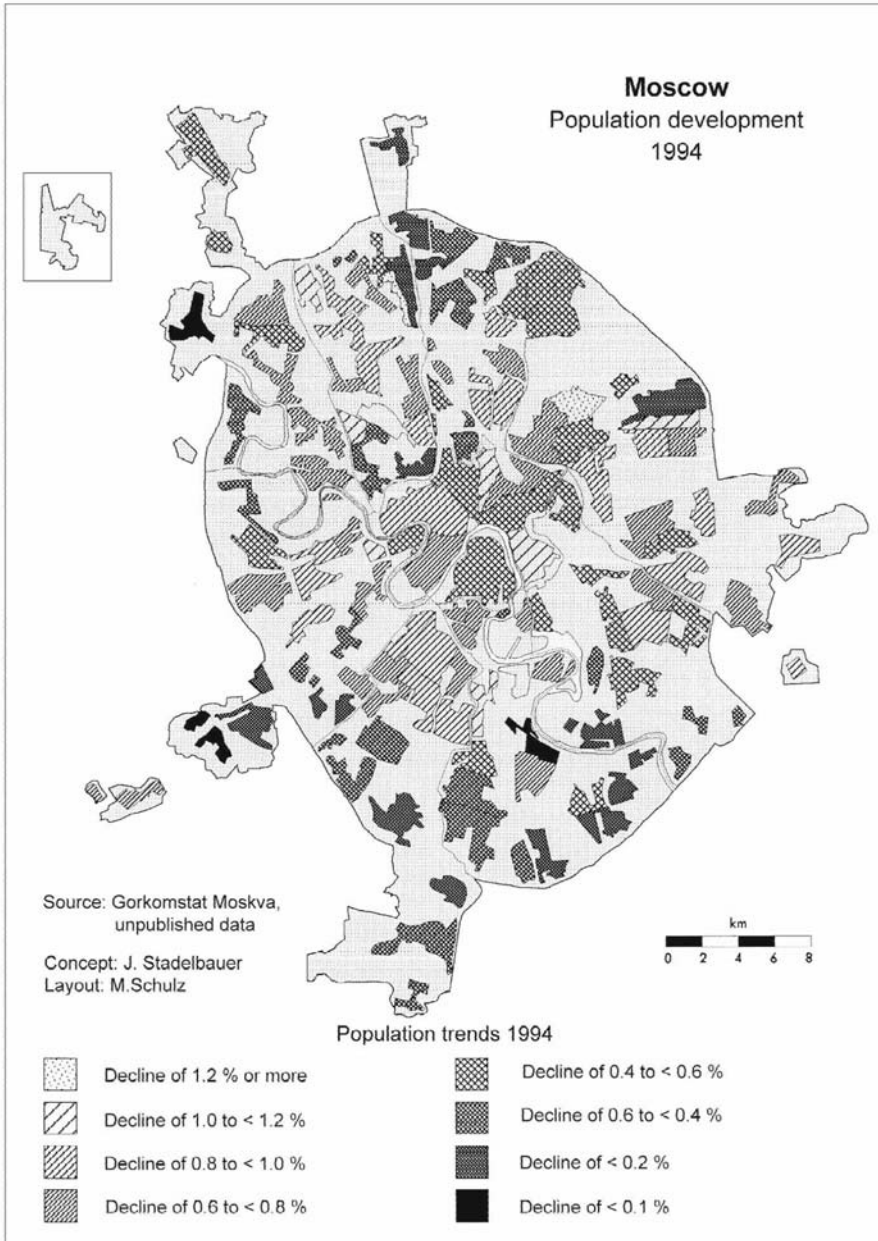 Moscow
Population development
1994
Source: Gorkomstat Moskva,
unpublished data
Concept: J. Stadelbauer
Layout: M.Schulz
km
0 2 4 6 8
Population trends 1994
Decline of 1.2 % or more
Decline of 1.0 to < 1.2 %
Decline of 0.8 to < 1.0 %
Decline of 0.6 to < 0.8 %
Decline of 0.4 to < 0.6 %
Decline of 0.6 to < 0.4 %
Decline of < 0.2 %
Decline of < 0.1 %